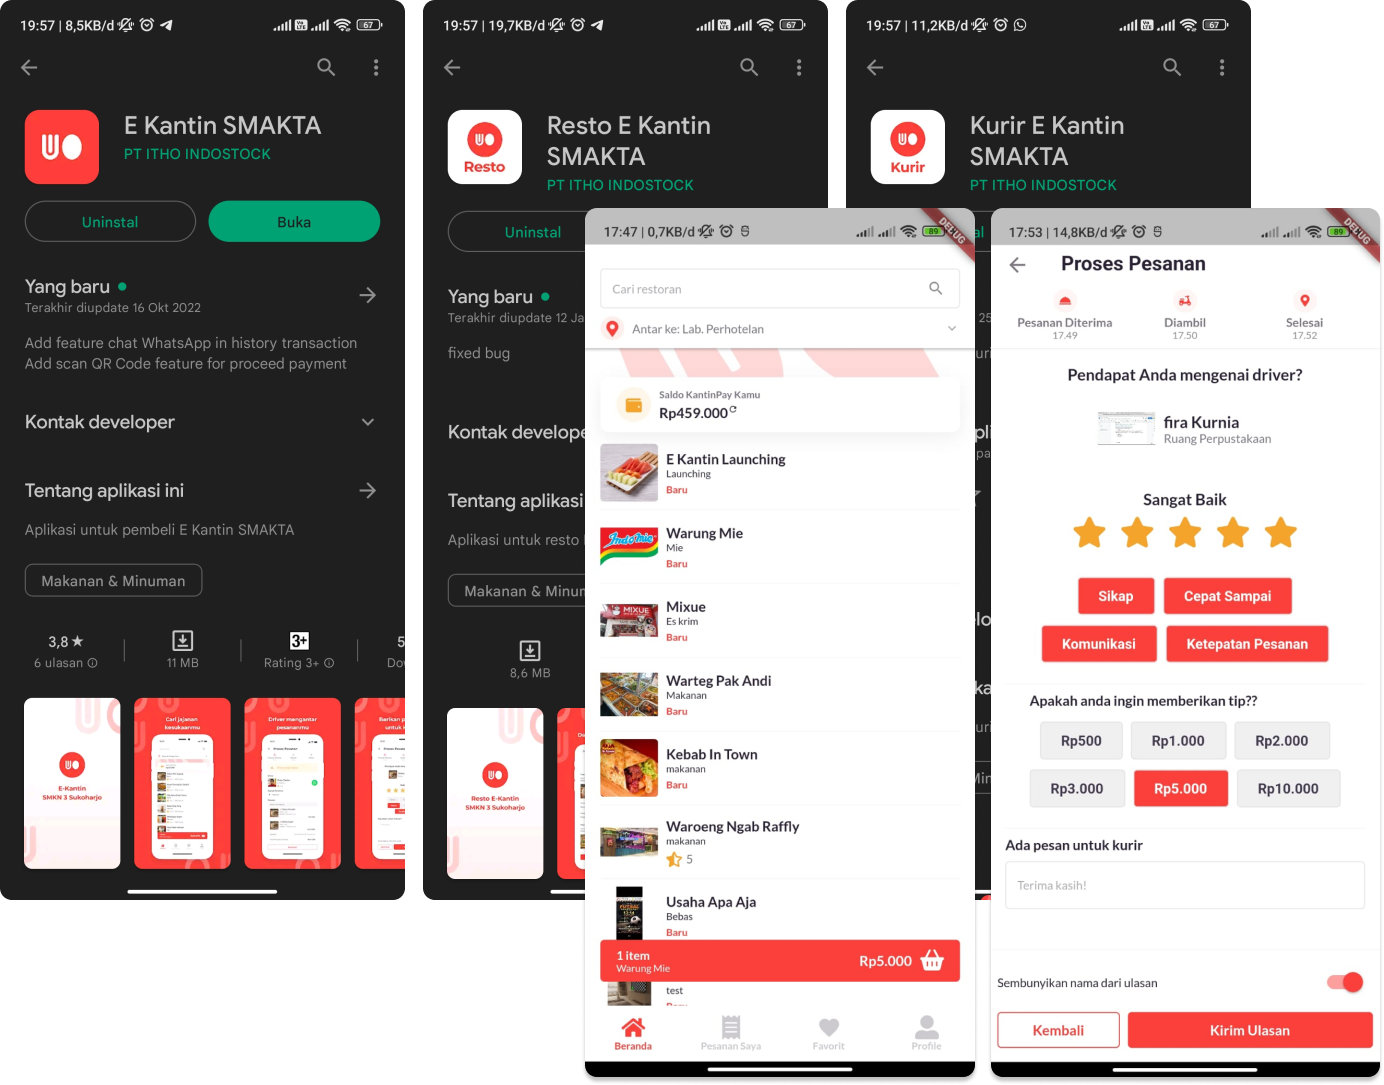 19:57 | 8,5KB/d
67
E Kantin SMAKTA
PT ITHO INDOSTOCK
Uninstal
Buka
Yang baru
Terakhir diupdate 16 Okt 2022
Add feature chat WhatsApp in history transaction
Add scan QR Code feature for proceed payment
Kontak developer
Tentang aplikasi ini
Aplikasi untuk pembeli E Kantin SMAKTA
Makanan & Minuman
3,8★
6 ulasan
11 MB
3+
Rating 3+
5
Do
E-Kantin
SMKN 3 Sukoharjo
Cari jajanan
kesukaanmu
Driver mengantar
pesananmu
19:57 | 19,7KB/d
67
Resto
Resto E Kantin
SMAKTA
PT ITHO INDOSTOCK
Uninstal
Yang baru
Terakhir diupdate 12 Ja
fixed bug
Kontak develope
Tentang aplikasi
Aplikasi untuk resto
Makanan & Minu
8,6 MB
Resto E-Kantin
SMKN 3 Sukoharjo
19:57 | 11,2KB/d
67
Kurir
Kurir E Kantin
SMAKTA
PT ITHO INDOSTOCK
17:47 | 0,7KB/d
89
DEBUG
Cari restoran
Antar ke: Lab. Perhotelan
Saldo KantinPay Kamu
Rp459.000
E Kantin Launching
Launching
Baru
Indomie
Warung Mie
Mie
Baru
MIXUE
Mixue
Es krim
Baru
Warteg Pak Andi
Makanan
Baru
Kebab In Town
makanan
Baru
Waroeng Ngab Raffly
makanan
5
Usaha Apa Aja
Bebas
Baru
1 item
Warung Mie
Rp5.000
test
Beranda
Pesanan Saya
Favorit
Profile
17:53 | 14,8KB/d
89
DEBUG
Proses Pesanan
Pesanan Diterima
17.49
Diambil
17.50
Selesai
17.52
Pendapat Anda mengenai driver?
fira Kurnia
Ruang Perpustakaan
Sangat Baik
Sikap
Cepat Sampai
Komunikasi
Ketepatan Pesanan
Apakah anda ingin memberikan tip??
Rp500
Rp1.000
Rp2.000
Rp3.000
Rp5.000
Rp10.000
Ada pesan untuk kurir
Terima kasih!
Sembunyikan nama dari ulasan
Kembali
Kirim Ulasan